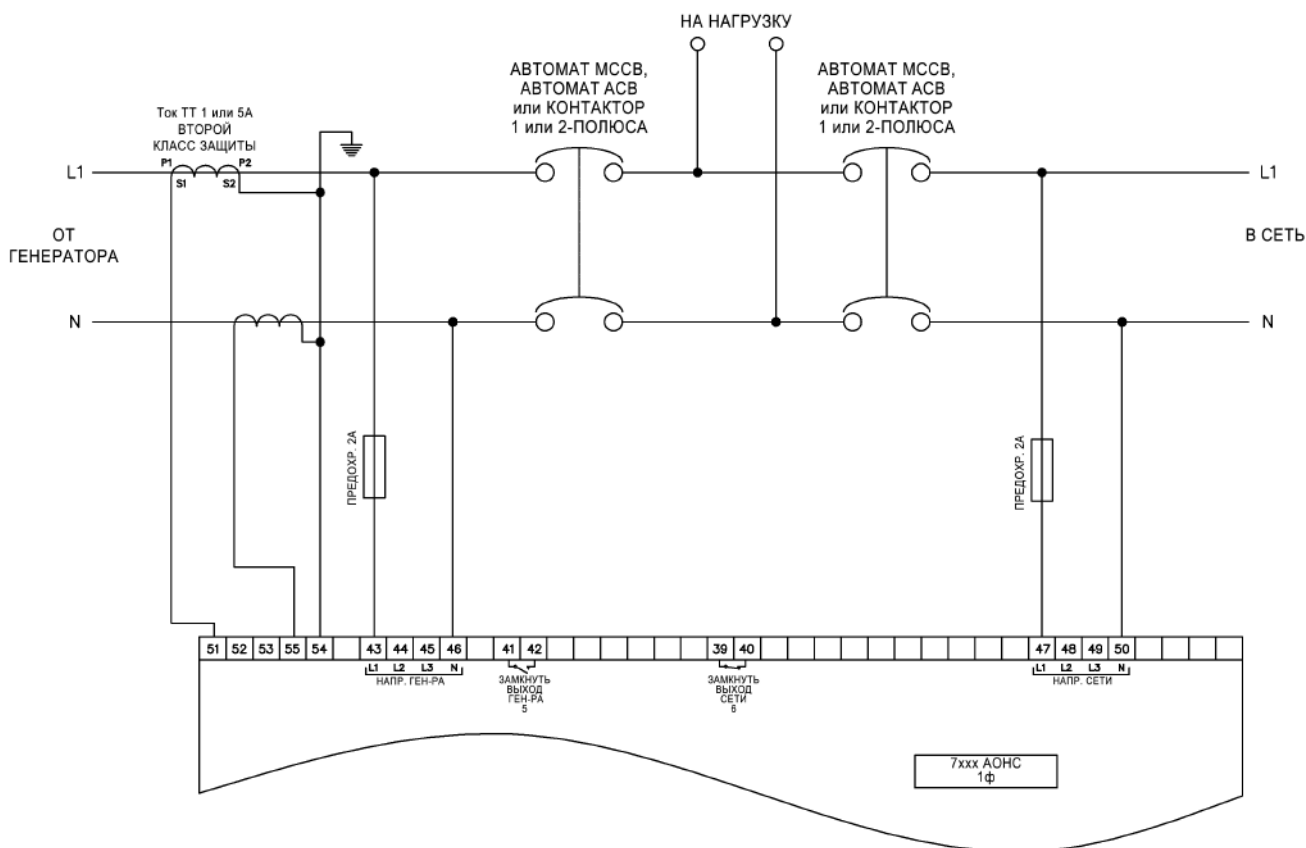 НА НАГРУЗКУ
АВТОМАТ МССВ,
АВТОМАТ АСВ
или КОНТАКТОР
1 или 2-ПОЛЮСА
АВТОМАТ МССВ,
АВТОМАТ АСВ
или КОНТАКТОР
1 или 2-ПОЛЮСА
Ток ТТ 1 или 5А
ВТОРОЙ
КЛАСС ЗАЩИТЫ
P1 P2
S1 S2
L1
L1
ОТ
ГЕНЕРАТОРА
В СЕТЬ
N
N
ПРЕДОХР. 2А
ПРЕДОХР. 2А
51 52 53 55 54 43 44 45 46 41 42 39 40 47 48 49 50
L1 L2 L3 N
НАПР. ГЕН-РА
ЗАМКНУТЬ
ВЫХОД
ГЕН-РА
5
ЗАМКНУТЬ
ВЫХОД
СЕТИ
6
L1 L2 L3 N
НАПР. СЕТИ
7xxx АОНС
1ф